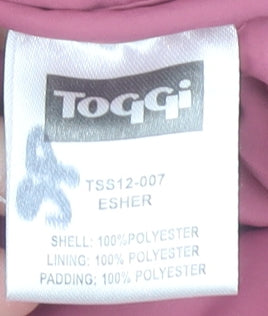 Toggi
TSS12-007
ESHER
SHELL: 100%POLYESTER
LINING: 100% POLYESTER
PADDING; 100% POLYESTER